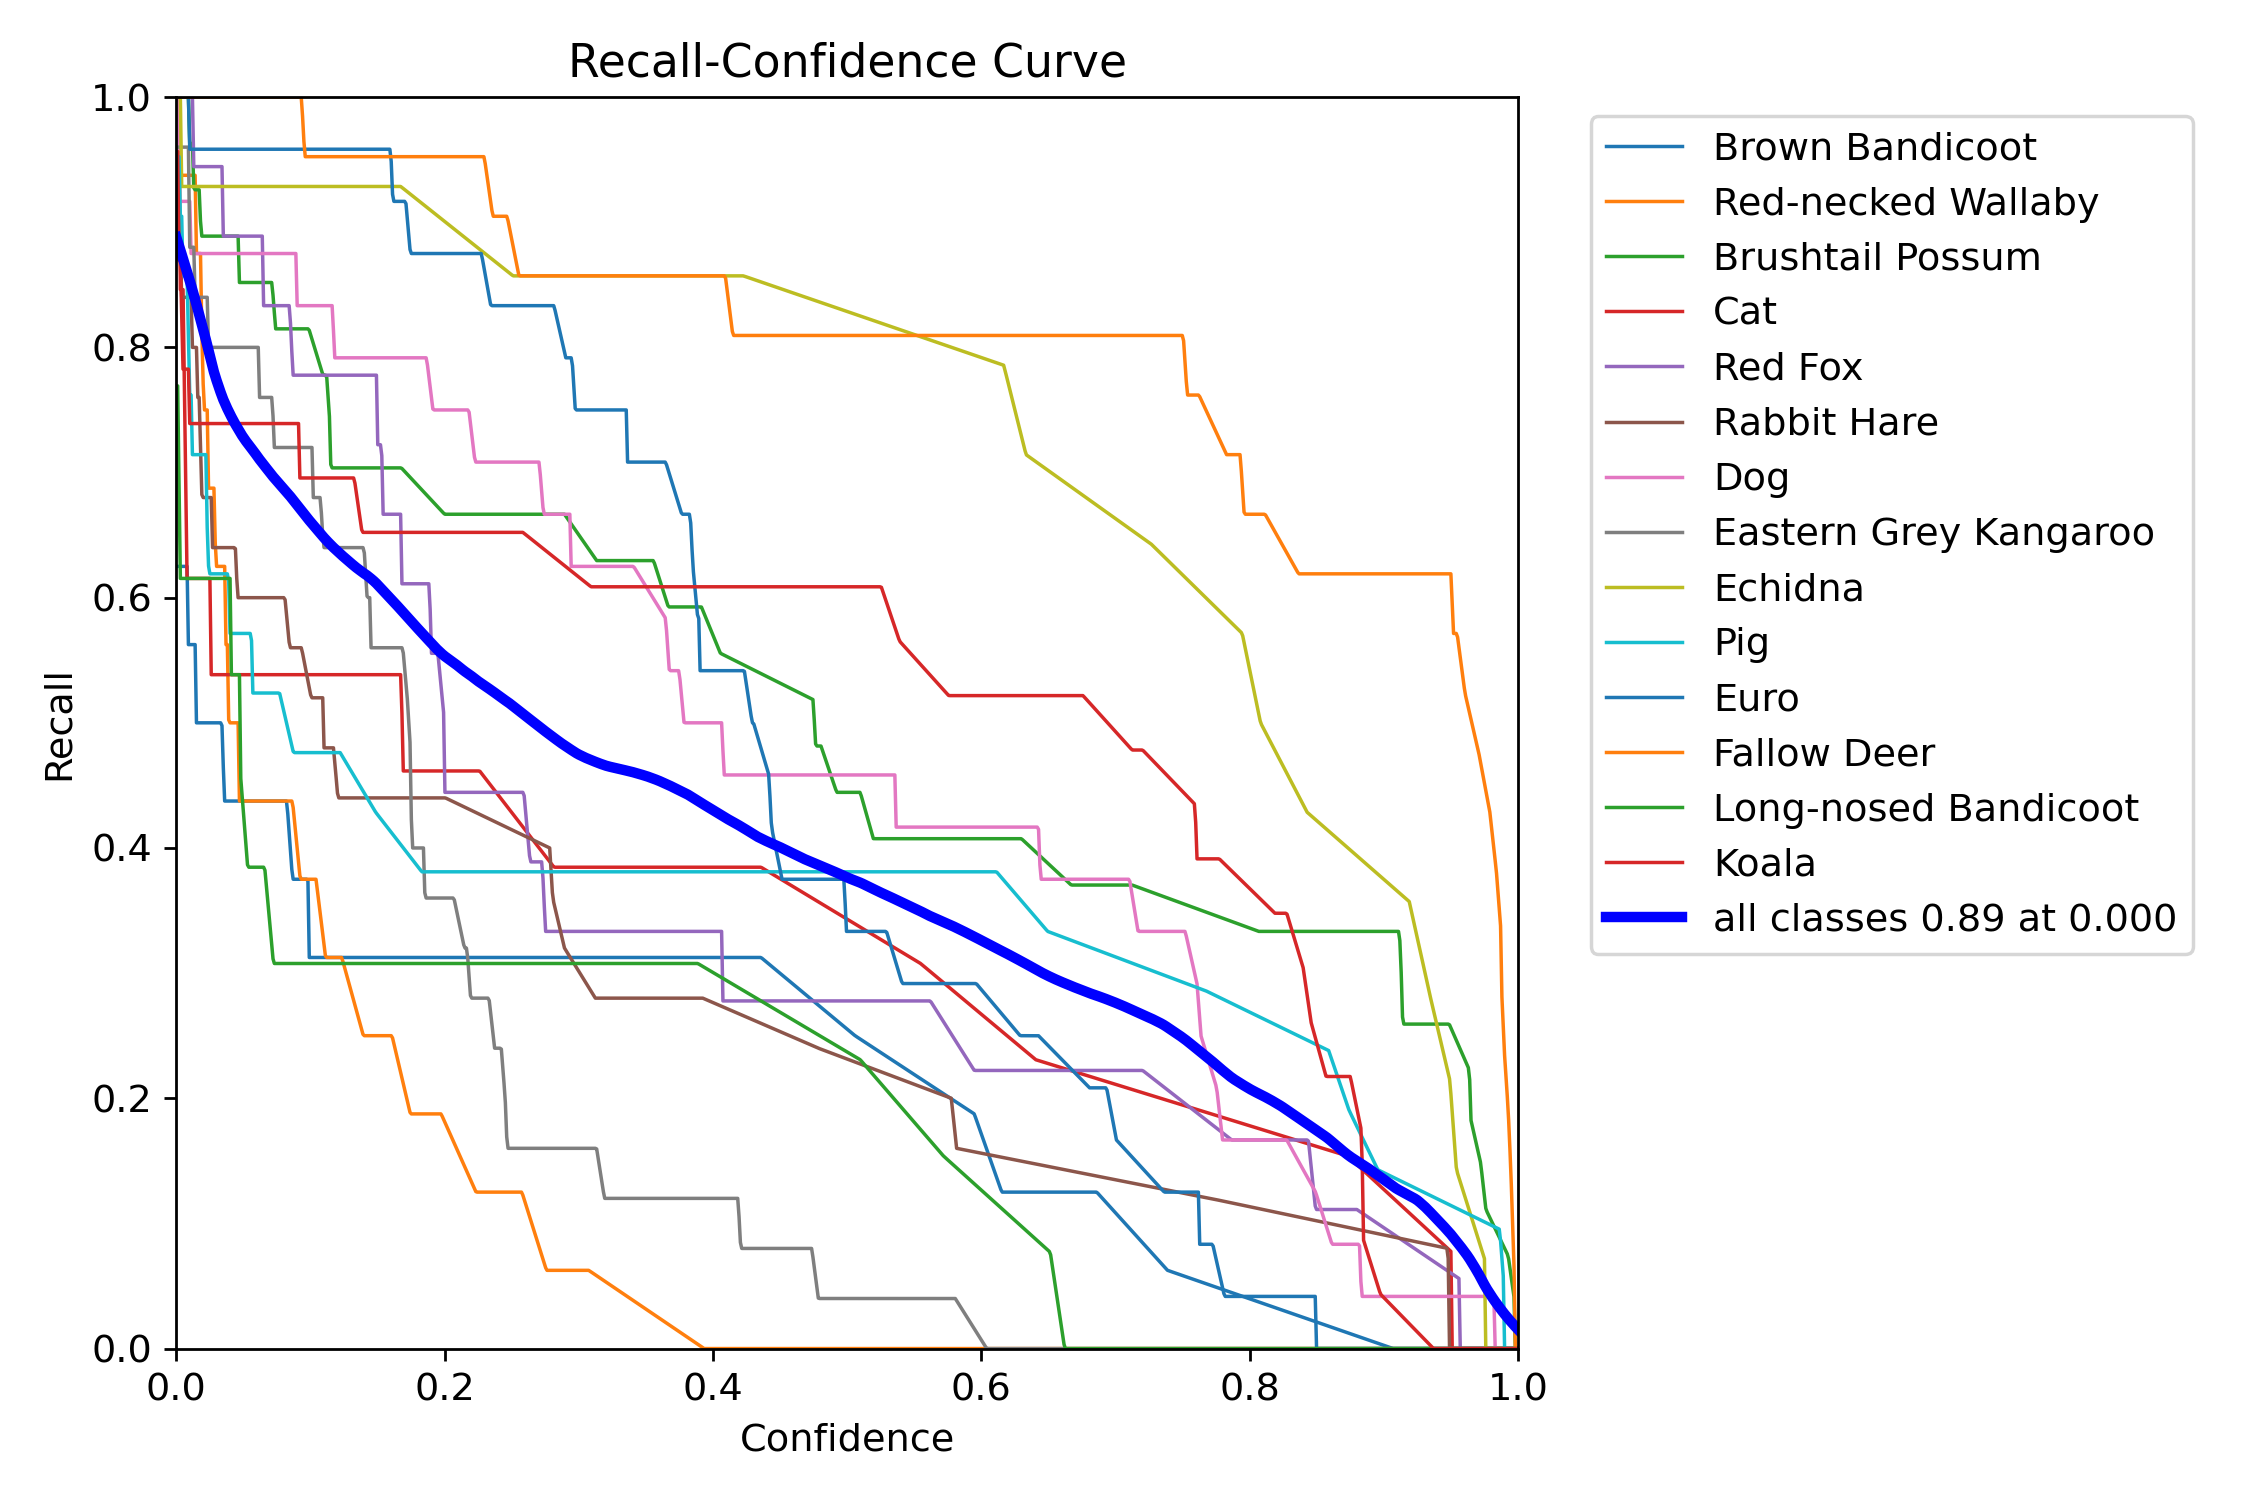 Recall-Confidence Curve
1.0
0.8
0.6
0.4
0.2
0.0
Recall
0.0 0.2 0.4 0.6 0.8 1.0
Confidence
Brown Bandicoot
Red-necked Wallaby
Brushtail Possum
Cat
Red Fox
Rabbit Hare
Dog
Eastern Grey Kangaroo
Echidna
Pig
Euro
Fallow Deer
Long-nosed Bandicoot
Koala
all classes 0.89 at 0.000